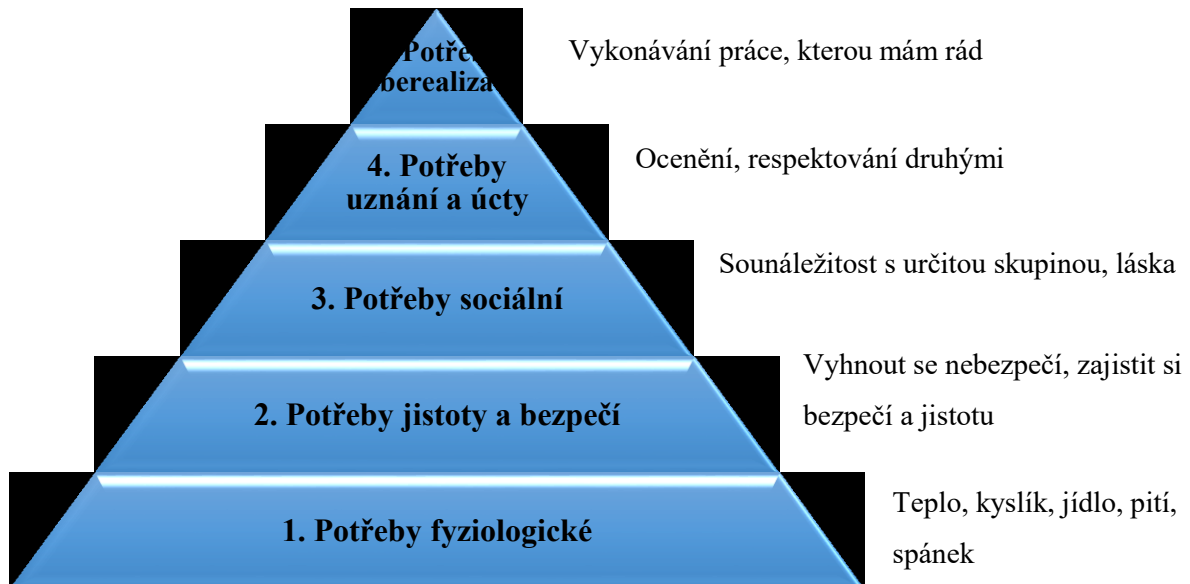 Potře
berealiza
Vykonávání práce, kterou mám rád
4. Potřeby
uznání a úcty
Ocenění, respektování druhými
3. Potřeby sociální
Sounáležitost s určitou skupinou, láska
2. Potřeby jistoty a bezpečí
Vyhnout se nebezpečí, zajistit si
bezpečí a jistotu
1. Potřeby fyziologické
Teplo, kyslík, jídlo, pití,
spánek